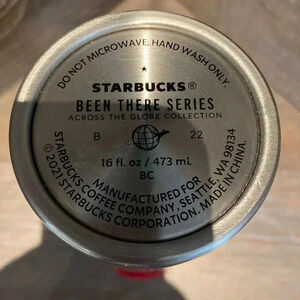 DO NOT MICROWAVE. HAND WASH ONLY.
STARBUCKS®
BEEN THERE SERIES
ACROSS THE GLOBE COLLECTION
B 22
16 fl. oz / 473 mL
BC
MANUFACTURED FOR
STARBUCKS COFFEE COMPANY, SEATTLE, WA 98134
© 2021 STARBUCKS CORPORATION. MADE IN CHINA.